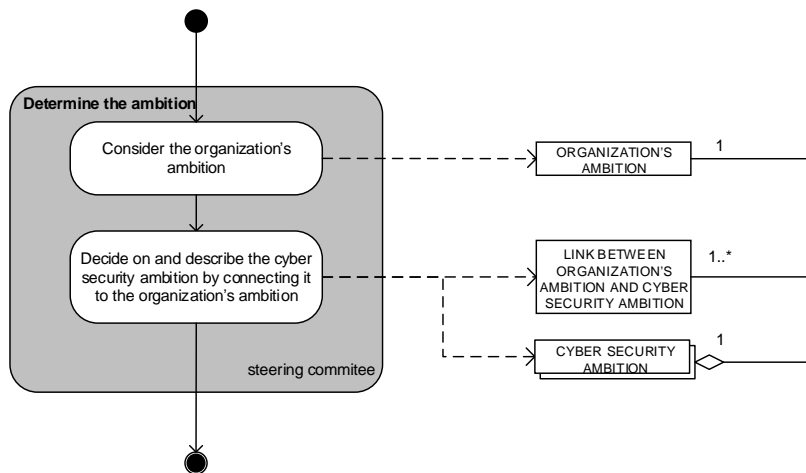 Determine the ambition
Consider the organization's
ambition
Decide on and describe the cyber
security ambition by connecting it
to the organization's ambition
steering commitee
ORGANIZATION'S
AMBITION
1
LINK BETWEEN
ORGANIZATION'S
AMBITION AND CYBER
SECURITY AMBITION
1..*
CYBER SECURITY
AMBITION
1